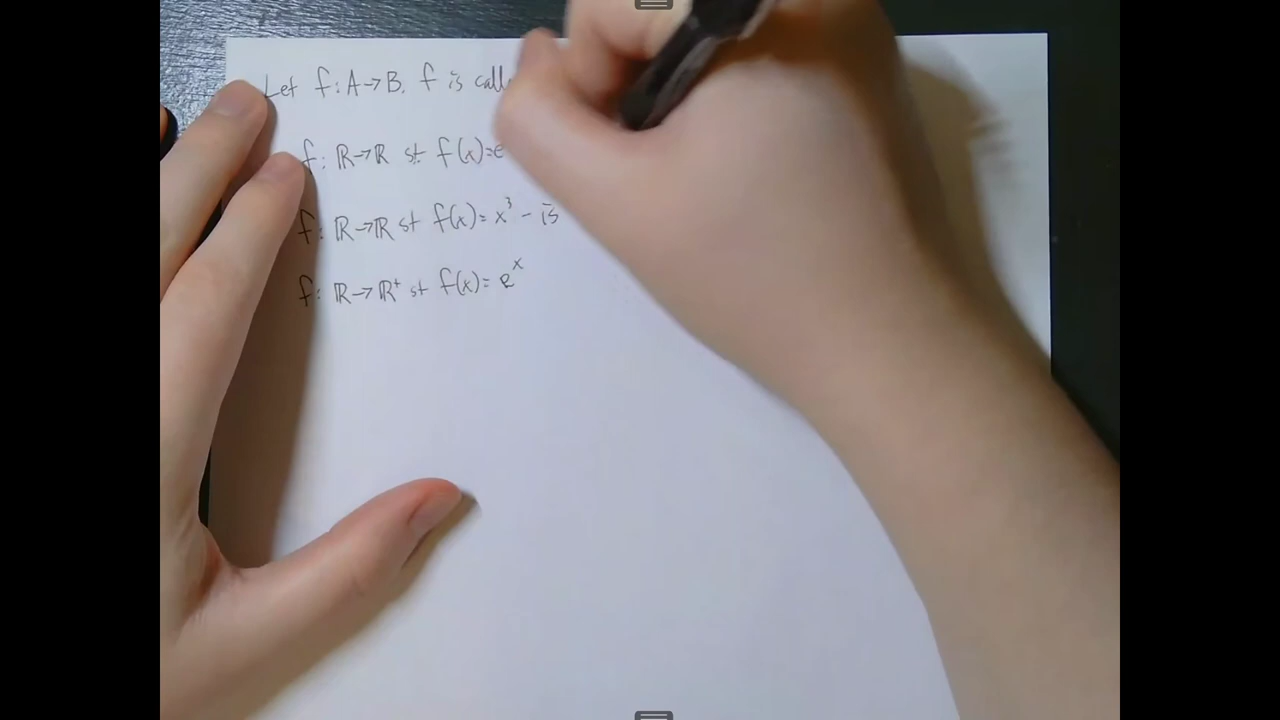 Let f: A→B. f is call
f: ℝ→ℝ st f(x)=e
f: ℝ→ℝ st f(x)= x³ - is
f: ℝ→ℝ⁺ st f(x)= eˣ